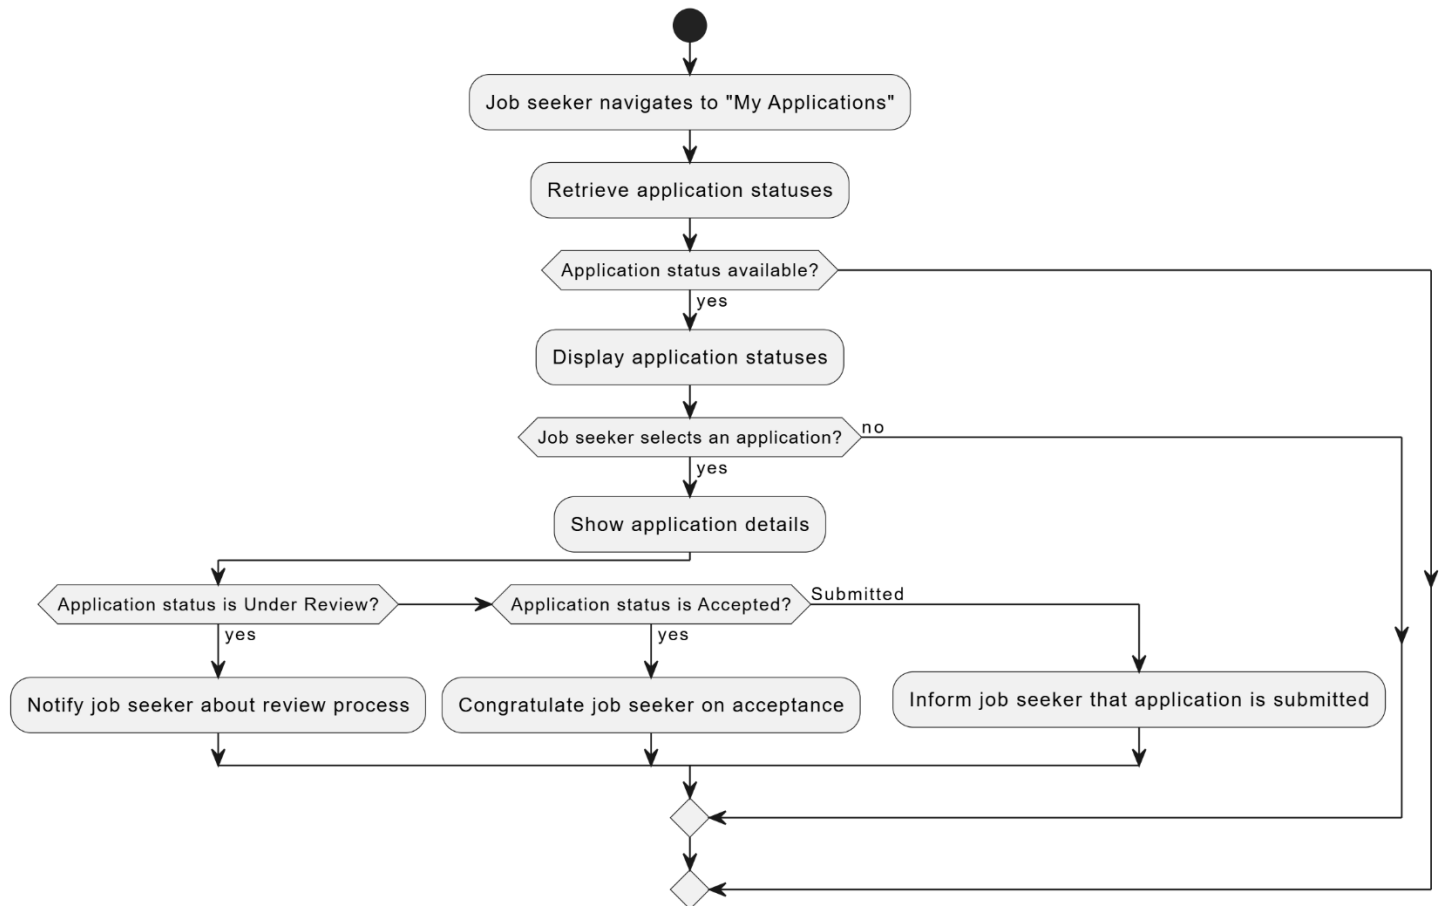 Job seeker navigates to "My Applications"
Retrieve application statuses
Application status available?
yes
Display application statuses
Job seeker selects an application?
no
yes
Show application details
Application status is Under Review?
Application status is Accepted?
Submitted
yes
yes
Notify job seeker about review process
Congratulate job seeker on acceptance
Inform job seeker that application is submitted